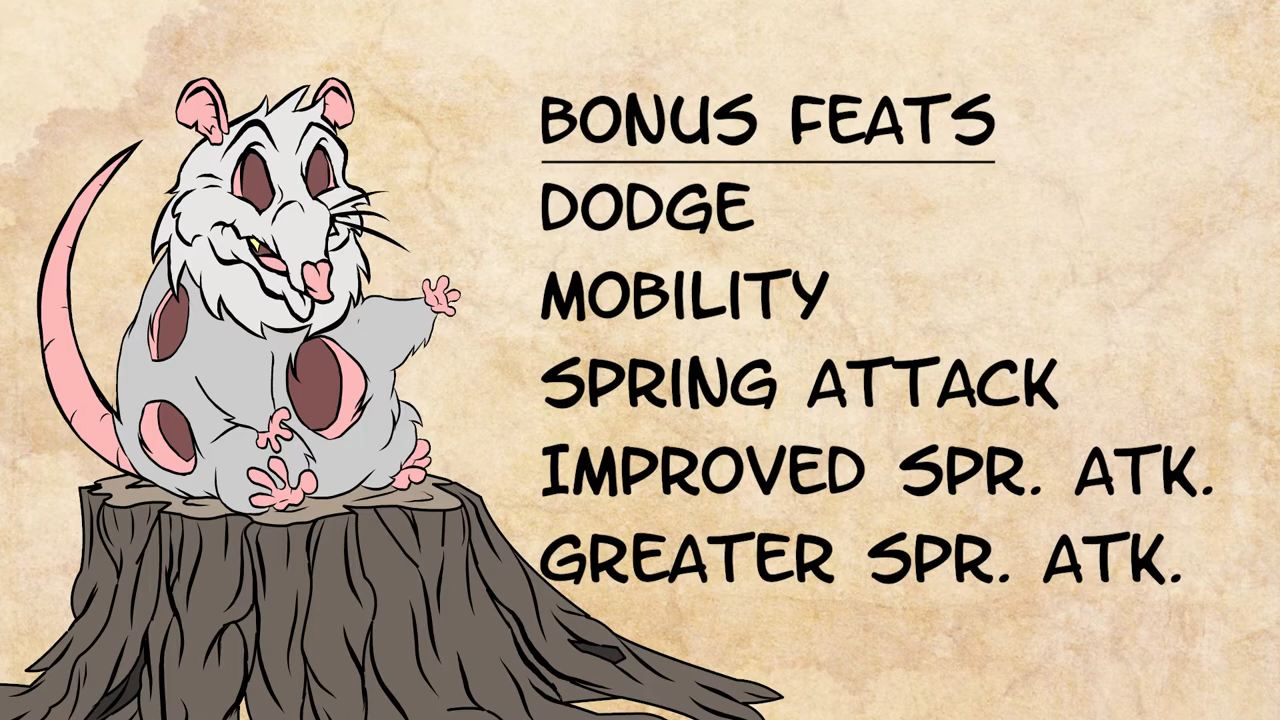 BONUS FEATS
DODGE
MOBILITY
SPRING ATTACK
IMPROVED SPR. ATK.
GREATER SPR. ATK.